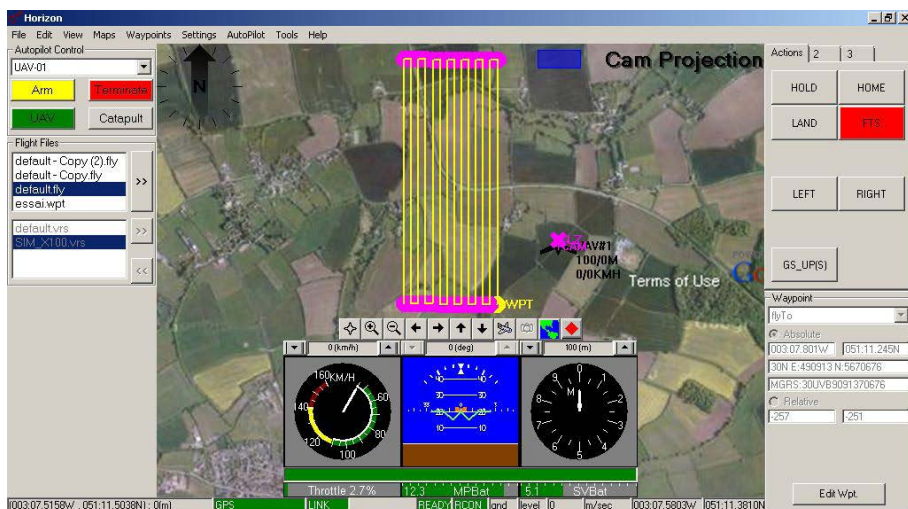 Horizon
File Edit View Maps Waypoints Settings AutoPilot Tools Help
Autopilot Control
UAV-01
Arm Terminate
UAV Catapult
Flight Files
default - Copy (2).fly
default - Copy.fly
default.fly
essai.wpt
>>
default.vrs
SIM_X100.vrs
>>
<<
N
Cam Projection
UAV#1
100/0M
0/0KMH
Terms of Use
WPT
0 (km/h) 0 (deg) 100 (m)
KM/H
160
140
120
100
80
60
40 40
30 30
20 20
10 10
M
0
1
2
3
4
5
6
7
8
9
Throttle 2.7% 12.3 MPBat 5.1 SVBat
Actions 2 3
HOLD HOME
LAND FTS
LEFT RIGHT
GS_UP(S)
Waypoint
flyTo
Absolute
003:07.801W 051:11.245N
30N E:490913 N:5670676
MGRS:30UVB9091370676
Relative
-257 -251
Edit Wpt.
(003:07.5158W , 051:11.5038N) : 0(m) GPS LINK READY RCON land level 0 m/sec (003:07.5803W 051:11.3810N